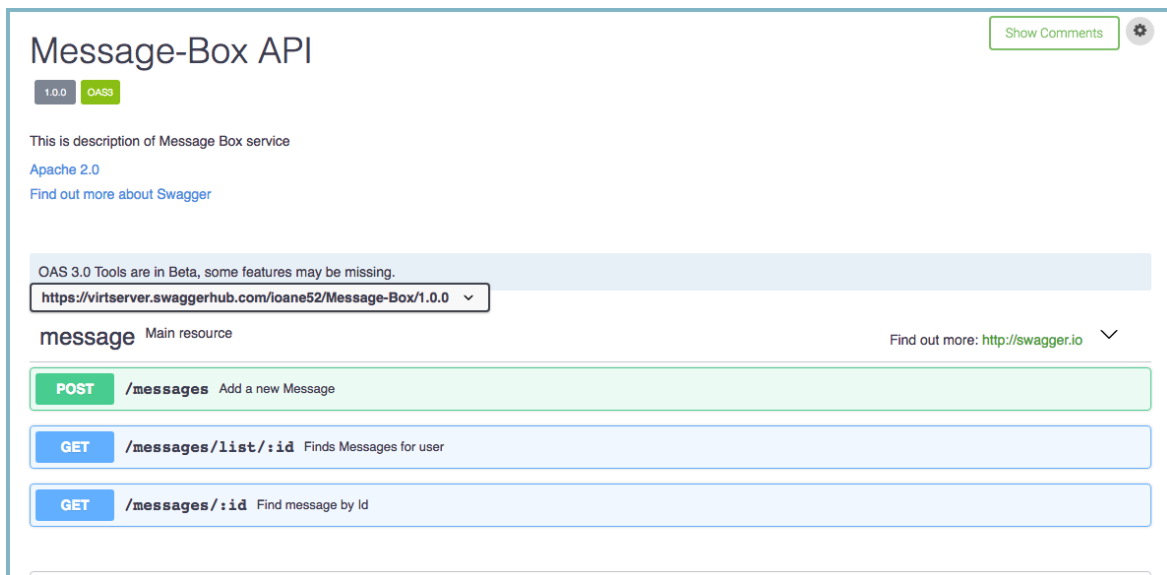 Message-Box API
Show Comments
1.0.0 OAS3
This is description of Message Box service
Apache 2.0
Find out more about Swagger
OAS 3.0 Tools are in Beta, some features may be missing.
https://virtserver.swaggerhub.com/ioane52/Message-Box/1.0.0
message Main resource
Find out more: http://swagger.io
POST /messages Add a new Message
GET /messages/list/:id Finds Messages for user
GET /messages/:id Find message by Id